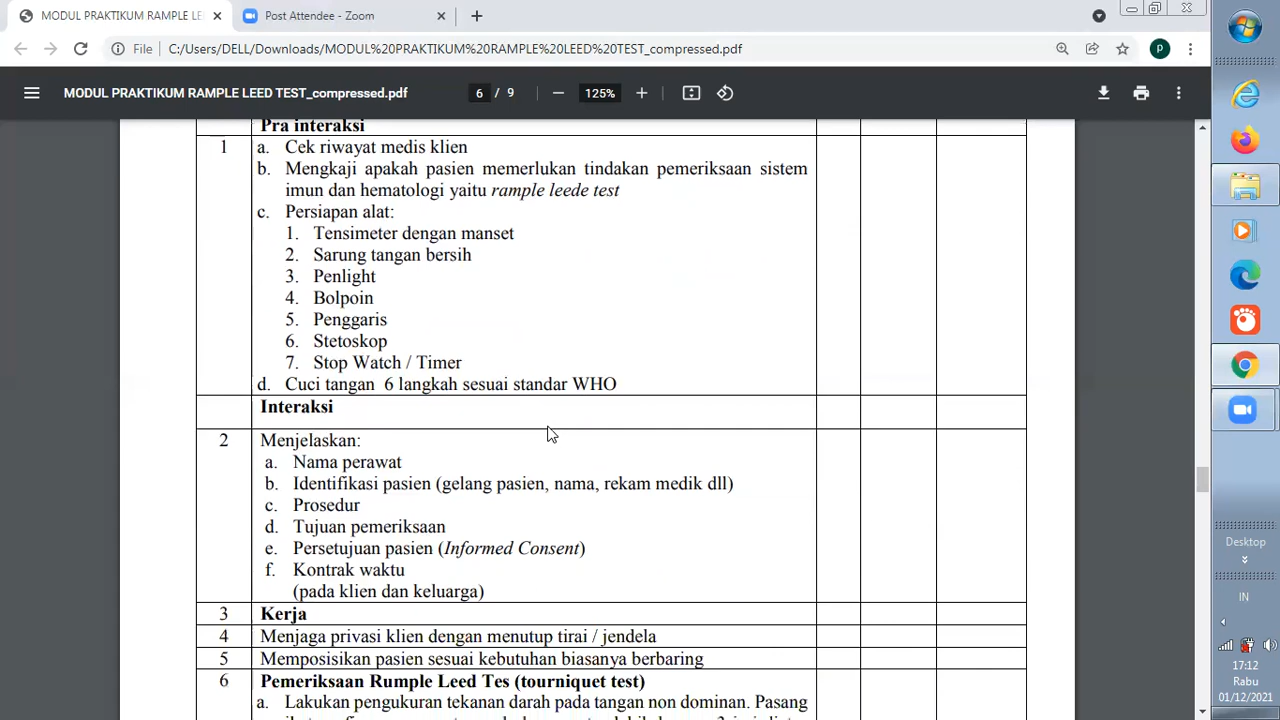 MODUL PRAKTIKUM RAMPLE LE
Post Attendee - Zoom
File
C:/Users/DELL/Downloads/MODUL%20PRAKTIKUM%20RAMPLE%20LEED%20TEST_compressed.pdf
P
MODUL PRAKTIKUM RAMPLE LEED TEST_compressed.pdf
6 / 9
125%
Pra interaksi
1
a. Cek riwayat medis klien
b. Mengkaji apakah pasien memerlukan tindakan pemeriksaan sistem
imun dan hematologi yaitu rample leede test
c. Persiapan alat:
1. Tensimeter dengan manset
2. Sarung tangan bersih
3. Penlight
4. Bolpoin
5. Penggaris
6. Stetoskop
7. Stop Watch / Timer
d. Cuci tangan 6 langkah sesuai standar WHO
Interaksi
2
Menjelaskan:
a. Nama perawat
b. Identifikasi pasien (gelang pasien, nama, rekam medik dll)
c. Prosedur
d. Tujuan pemeriksaan
e. Persetujuan pasien (Informed Consent)
f. Kontrak waktu
(pada klien dan keluarga)
3 Kerja
4 Menjaga privasi klien dengan menutup tirai / jendela
5 Memposisikan pasien sesuai kebutuhan biasanya berbaring
6 Pemeriksaan Rumple Leed Tes (tourniquet test)
a. Lakukan pengukuran tekanan darah pada tangan non dominan. Pasang
Desktop
IN
17:12
Rabu
01/12/2021